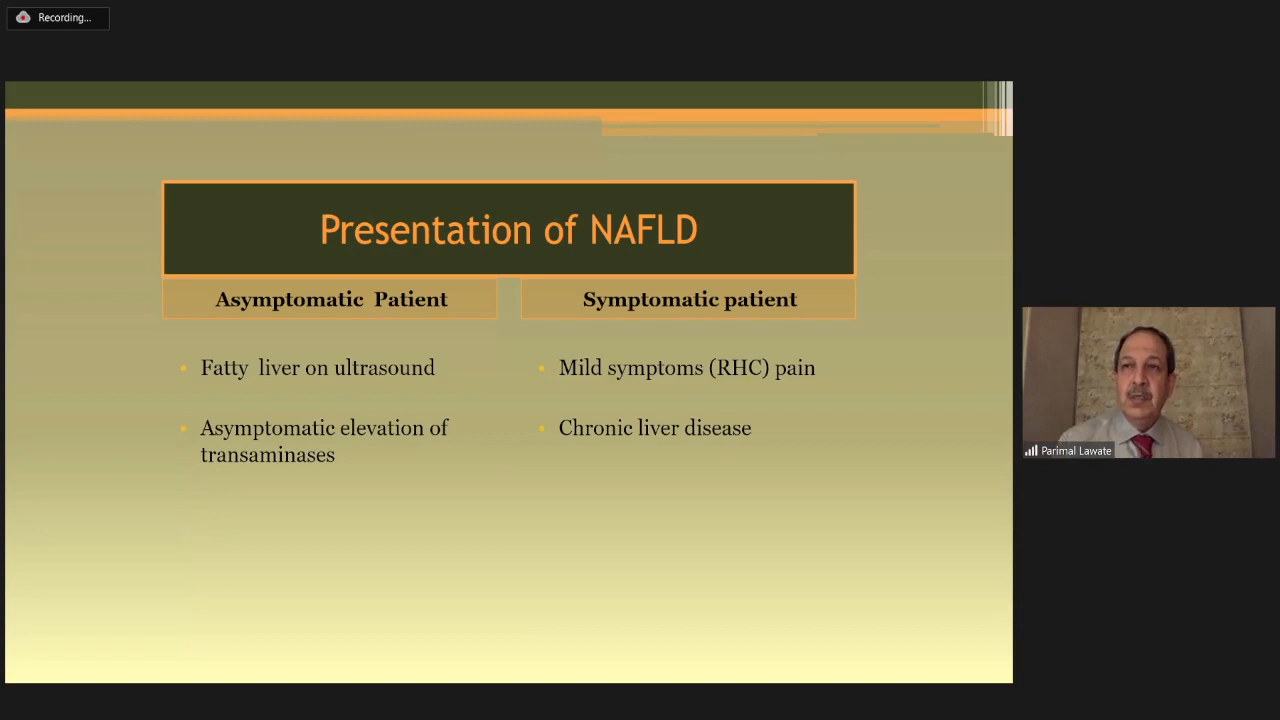 Recording...
Presentation of NAFLD
Asymptomatic Patient
Symptomatic patient
Fatty liver on ultrasound
Asymptomatic elevation of
transaminases
Mild symptoms (RHC) pain
Chronic liver disease
Parimal Lawate